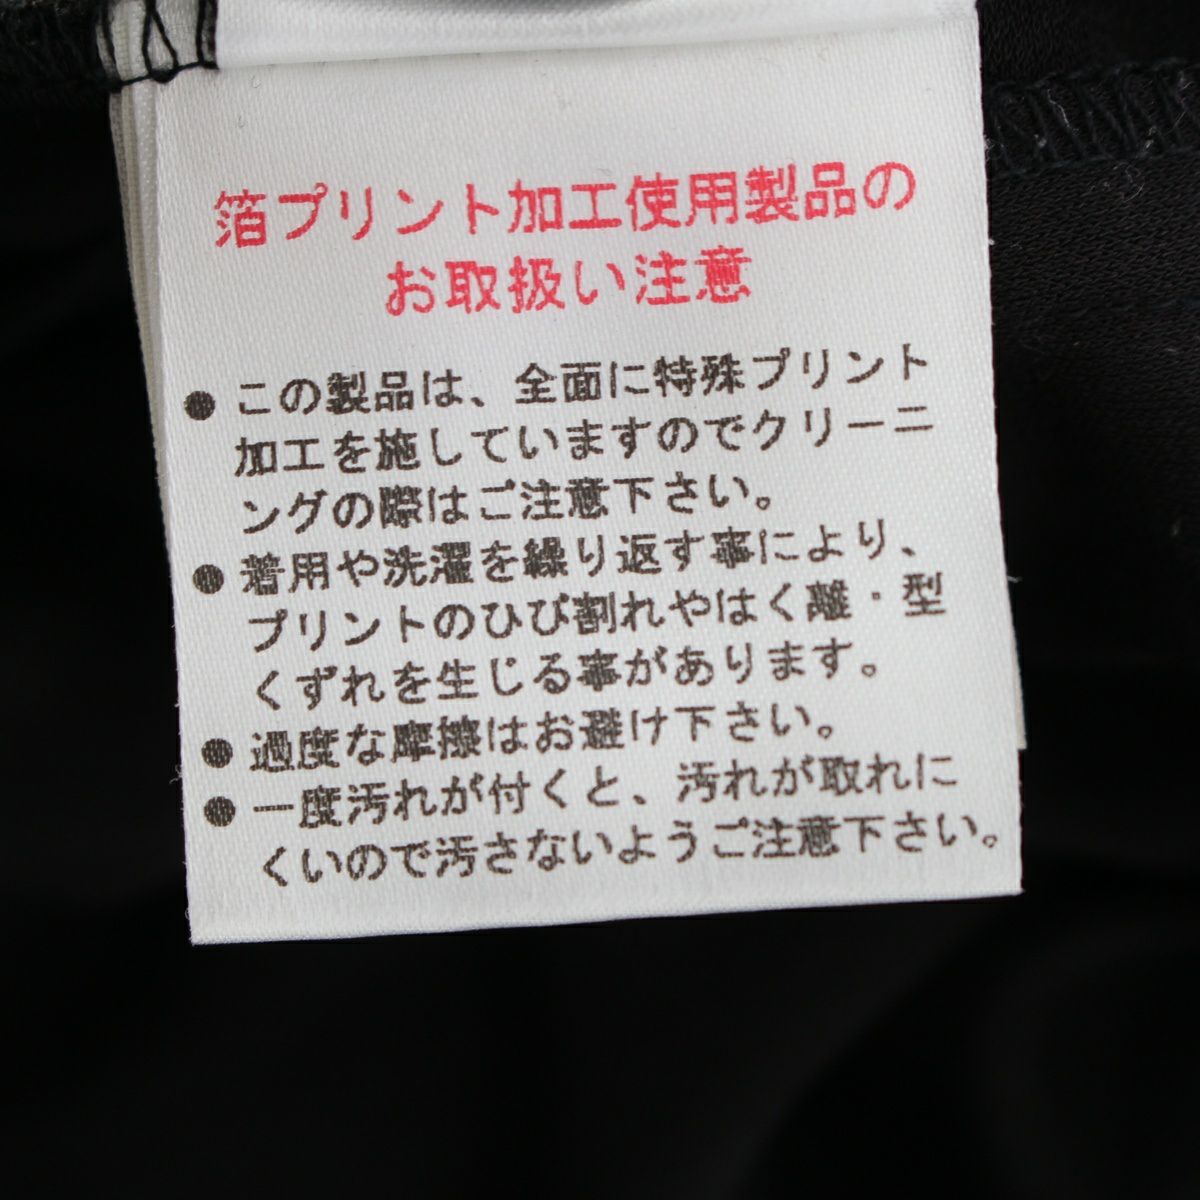 箔プリント加工使用製品の
お取扱い注意
● この製品は、全面に特殊プリント
加工を施していますのでクリーニ
ングの際はご注意下さい。
● 着用や洗濯を繰り返す事により、
プリントのひび割れやはく離・型
くずれを生じる事があります。
● 過度な摩擦はお避け下さい。
● 一度汚れが付くと、汚れが取れに
くいので汚さないようご注意下さい。